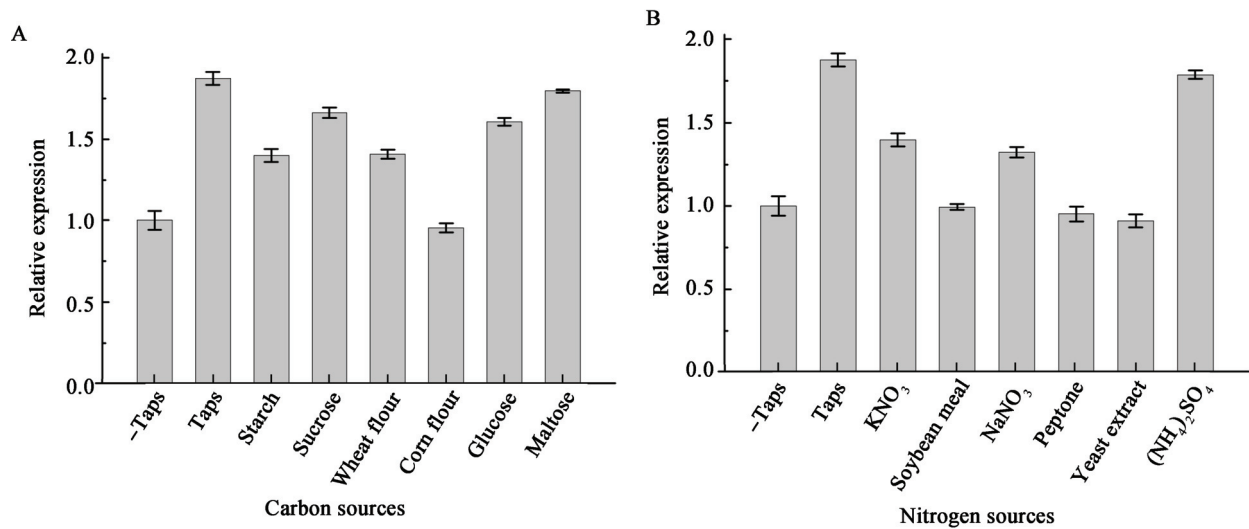 A
Relative expression
2.0
1.5
1.0
0.5
0.0
−Taps
Taps
Starch
Sucrose
Wheat flour
Corn flour
Glucose
Maltose
Carbon sources
B
Relative expression
2.0
1.5
1.0
0.5
0.0
−Taps
Taps
KNO₃
Soybean meal
NaNO₃
Peptone
Yeast extract
(NH₄)₂SO₄
Nitrogen sources